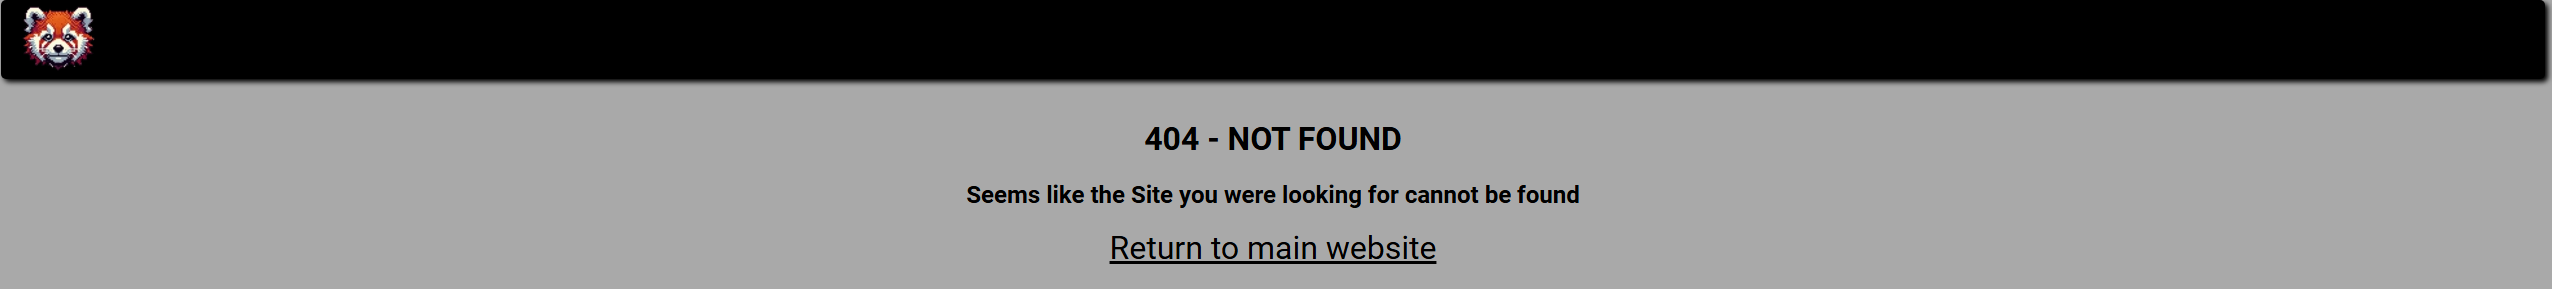 404 - NOT FOUND
Seems like the Site you were looking for cannot be found
Return to main website